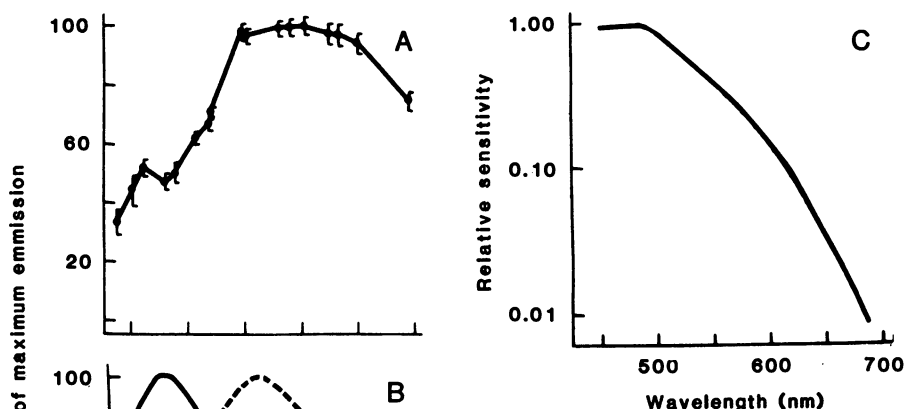 100
60
20
A
of maximum emmission
100
B
1.00
0.10
0.01
C
Relative sensitivity
500 600 700
Wavelength (nm)